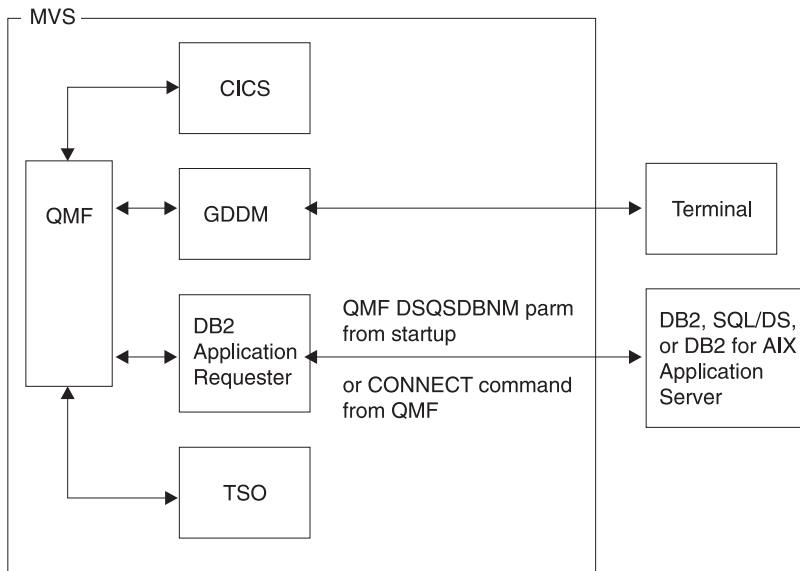 MVS
CICS
QMF
GDDM
Terminal
DB2
Application
Requester
QMF DSQSDBNM parm
from startup
or CONNECT command
from QMF
DB2, SQL/DS,
or DB2 for AIX
Application
Server
TSO